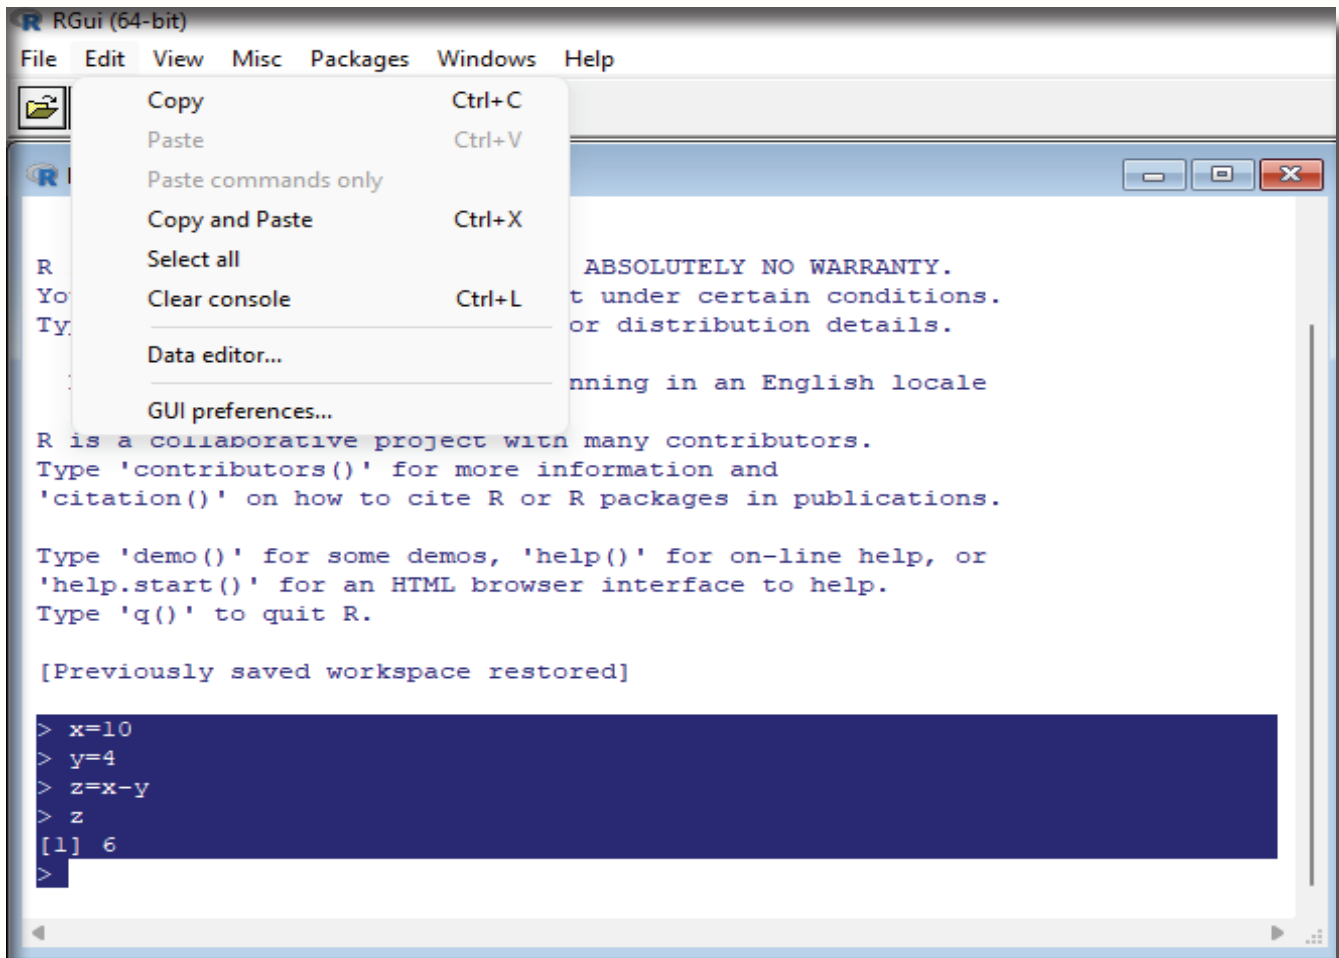 RGui (64-bit)
File Edit View Misc Packages Windows Help
Copy Ctrl+C
Paste Ctrl+V
Paste commands only
Copy and Paste Ctrl+X
Select all
Clear console Ctrl+L
Data editor...
GUI preferences...
R ABSOLUTELY NO WARRANTY.
under certain conditions.
or distribution details.
in an English locale
R is a collaborative project with many contributors.
Type 'contributors()' for more information and
'citation()' on how to cite R or R packages in publications.
Type 'demo()' for some demos, 'help()' for on-line help, or
'help.start()' for an HTML browser interface to help.
Type 'q()' to quit R.
[Previously saved workspace restored]
> x=10
> y=4
> z=x-y
> z
[1] 6
>